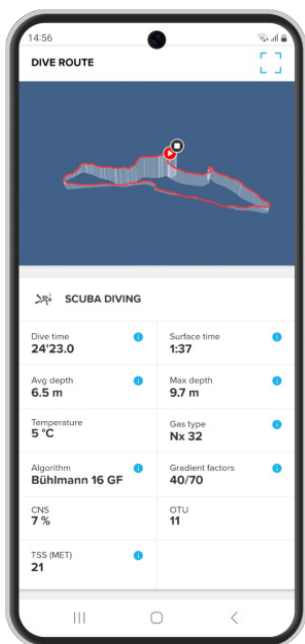 14:56
DIVE ROUTE
SCUBA DIVING
Dive time
24'23.0
Surface time
1:37
Avg depth
6.5 m
Max depth
9.7 m
Temperature
5 °C
Gas type
Nx 32
Algorithm
Bühlmann 16 GF
Gradient factors
40/70
CNS
7 %
OTU
11
TSS (MET)
21